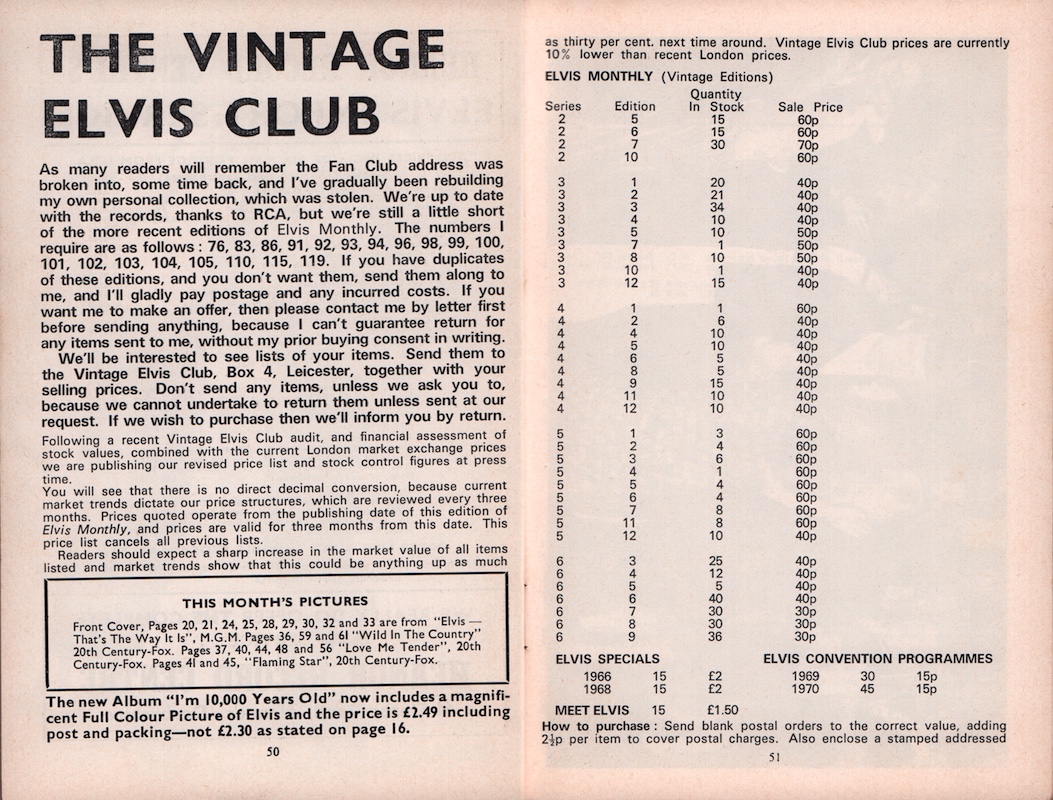 THE VINTAGE
ELVIS CLUB
As many readers will remember the Fan Club address was
broken into, some time back, and I've gradually been rebuilding
my own personal collection, which was stolen. We're up to date
with the records, thanks to RCA, but we're still a little short
of the more recent editions of Elvis Monthly. The numbers I
require are as follows : 76, 83, 86, 91, 92, 93, 94, 96, 98, 99, 100,
101, 102, 103, 104, 105, 110, 115, 119. If you have duplicates
of these editions, and you don't want them, send them along to
me, and I'll gladly pay postage and any incurred costs. If you
want me to make an offer, then please contact me by letter first
before sending anything, because I can't guarantee return for
any items sent to me, without my prior buying consent in writing.
We'll be interested to see lists of your items. Send them to
the Vintage Elvis Club, Box 4, Leicester, together with your
selling prices. Don't send any items, unless we ask you to,
because we cannot undertake to return them unless sent at our
request. If we wish to purchase then we'll inform you by return.
Following a recent Vintage Elvis Club audit, and financial assessment of
stock values, combined with the current London market exchange prices
we are publishing our revised price list and stock control figures at press
time.
You will see that there is no direct decimal conversion, because current
market trends dictate our price structures, which are reviewed every three
months. Prices quoted operate from the publishing date of this edition of
Elvis Monthly, and prices are valid for three months from this date. This
price list cancels all previous lists.
Readers should expect a sharp increase in the market value of all items
listed and market trends show that this could be anything up as much
THIS MONTH'S PICTURES
Front Cover, Pages 20, 21, 24, 25, 28, 29, 30, 32 and 33 are from "Elvis —
That's The Way It Is", M.G.M. Pages 36, 59 and 61 "Wild In The Country"
20th Century-Fox. Pages 37, 40, 44, 48 and 56 "Love Me Tender", 20th
Century-Fox. Pages 41 and 45, "Flaming Star", 20th Century-Fox.
The new Album "I'm 10,000 Years Old" now includes a magnifi-
cent Full Colour Picture of Elvis and the price is £2.49 including
post and packing—not £2.30 as stated on page 16.
50
as thirty per cent. next time around. Vintage Elvis Club prices are currently
10% lower than recent London prices.
ELVIS MONTHLY (Vintage Editions)
Quantity
Series Edition In Stock Sale Price
2 5 15 60p
2 6 15 60p
2 7 30 70p
2 10 60p
3 1 20 40p
3 2 21 40p
3 3 34 40p
3 4 10 40p
3 5 10 50p
3 7 1 50p
3 8 10 50p
3 10 1 40p
3 12 15 40p
4 1 1 60p
4 2 6 40p
4 4 10 40p
4 5 10 40p
4 6 5 40p
4 8 5 40p
4 9 15 40p
4 11 10 40p
4 12 10 40p
5 1 3 60p
5 2 4 60p
5 3 6 60p
5 4 1 60p
5 5 4 60p
5 6 4 60p
5 7 8 60p
5 11 8 60p
5 12 10 40p
6 3 25 40p
6 4 12 40p
6 5 5 40p
6 6 40 40p
6 7 30 30p
6 8 30 30p
6 9 36 30p
ELVIS SPECIALS ELVIS CONVENTION PROGRAMMES
1966 15 £2 1969 30 15p
1968 15 £2 1970 45 15p
MEET ELVIS 15 £1.50
How to purchase : Send blank postal orders to the correct value, adding
2½p per item to cover postal charges. Also enclose a stamped addressed
51